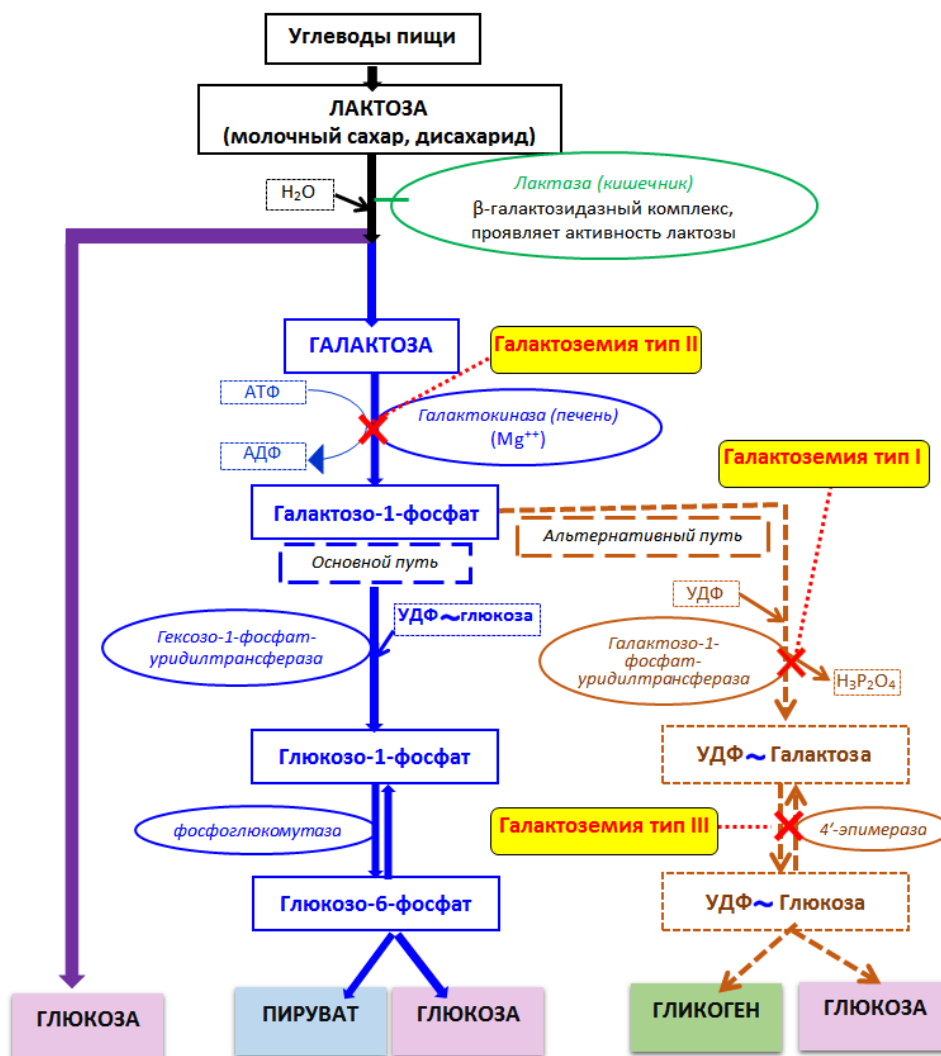 Углеводы пищи
ЛАКТОЗА
(молочный сахар, дисахарид)
H₂O
Лактаза (кишечник)
β-галактозидазный комплекс,
проявляет активность лактозы
ГАЛАКТОЗА
Галактоземия тип II
АТФ
АДФ
Галактокиназа (печень)
(Mg⁺⁺)
Галактоземия тип I
Галактозо-1-фосфат
Альтернативный путь
Основной путь
УДФ
УДФ~глюкоза
Гексозо-1-фосфат-
уридилтрансфераза
Галактозо-1-
фосфат-
уридилтрансфераза
H₃P₂O₄
Глюкозо-1-фосфат
УДФ~Галактоза
фосфоглюкомутаза
Галактоземия тип III
4′-эпимераза
Глюкозо-6-фосфат
УДФ~Глюкоза
ГЛЮКОЗА
ПИРУВАТ
ГЛЮКОЗА
ГЛИКОГЕН
ГЛЮКОЗА